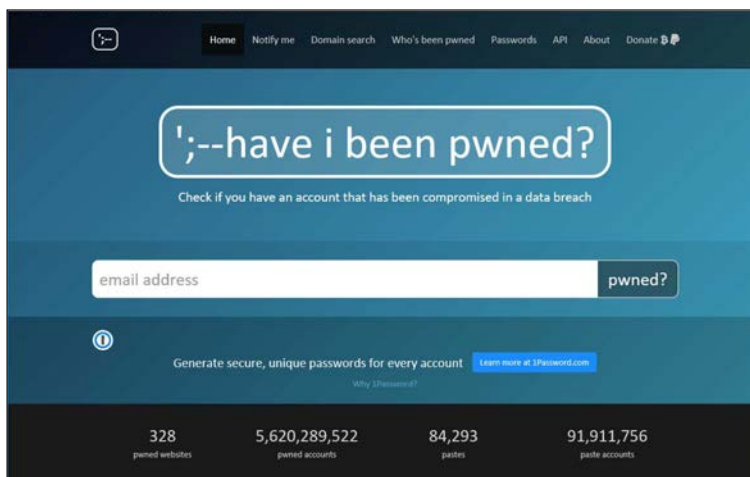 ';--
Home Notify me Domain search Who's been pwned Passwords API About Donate
';--have i been pwned?
Check if you have an account that has been compromised in a data breach
email address pwned?
Generate secure, unique passwords for every account Learn more at 1Password.com
Why 1Password?
328 5,620,289,522 84,293 91,911,756
pwned websites pwned accounts pastes paste accounts